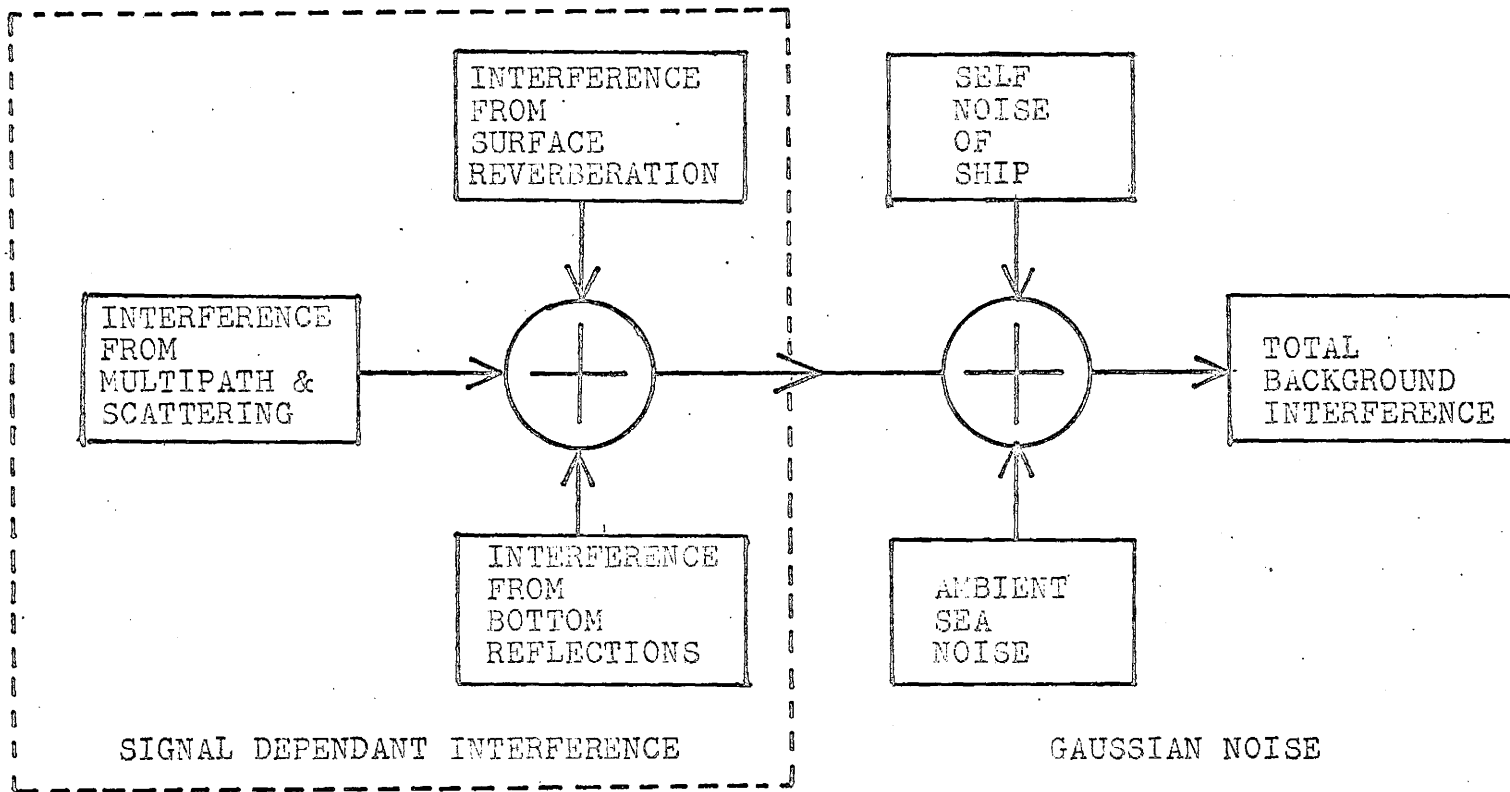 INTERFERENCE
FROM
SURFACE
REVERBERATION
SELF
NOISE
OF
SHIP
INTERFERENCE
FROM
MULTIPATH &
SCATTERING
TOTAL
BACKGROUND
INTERFERENCE
INTERFERENCE
FROM
BOTTOM
REFLECTIONS
AMBIENT
SEA
NOISE
SIGNAL DEPENDANT INTERFERENCE
GAUSSIAN NOISE